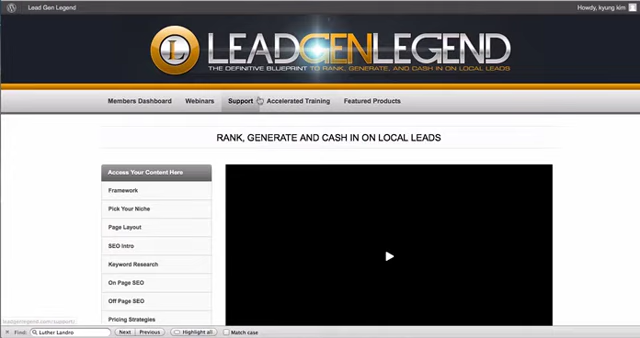 Lead Gen Legend
Howdy, kyung kim
L LEADGENLEGEND
THE DEFINITIVE BLUEPRINT TO RANK, GENERATE, AND CASH IN ON LOCAL LEADS
Members Dashboard Webinars Support Accelerated Training Featured Products
RANK, GENERATE AND CASH IN ON LOCAL LEADS
Access Your Content Here
Framework
Pick Your Niche
Page Layout
SEO Intro
Keyword Research
On Page SEO
Off Page SEO
Pricing Strategies
leadgenlegend.com/support/
Find: Luther Landro Next Previous Highlight all Match case